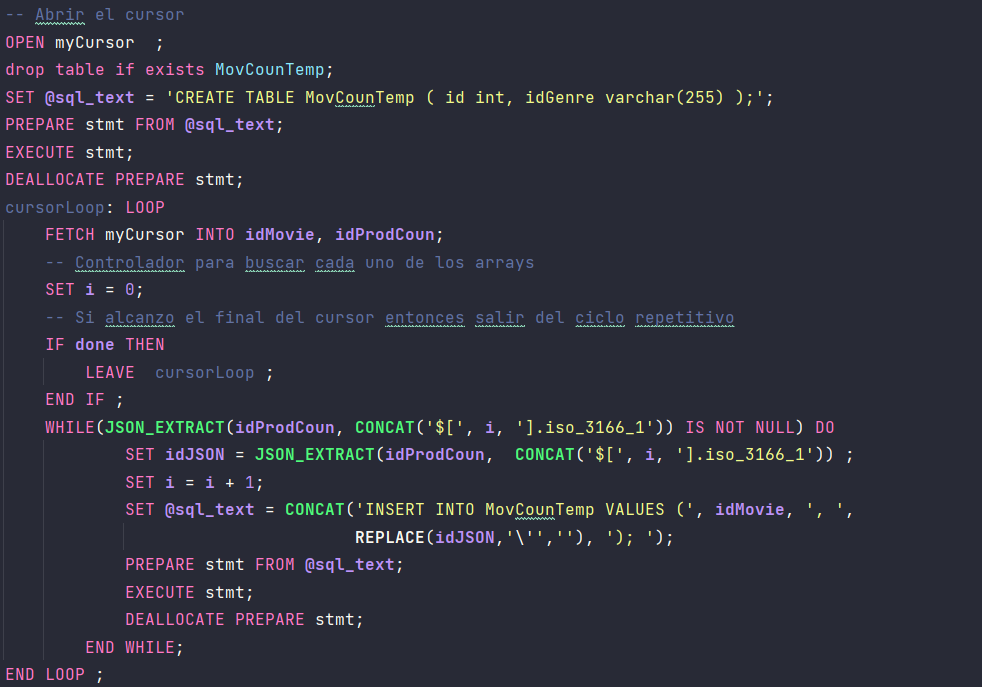 -- Abrir el cursor
OPEN myCursor  ;
drop table if exists MovCounTemp;
SET @sql_text = 'CREATE TABLE MovCounTemp ( id int, idGenre varchar(255) );';
PREPARE stmt FROM @sql_text;
EXECUTE stmt;
DEALLOCATE PREPARE stmt;
cursorLoop: LOOP
    FETCH myCursor INTO idMovie, idProdCoun;
    -- Controlador para buscar cada uno de los arrays
    SET i = 0;
    -- Si alcanzo el final del cursor entonces salir del ciclo repetitivo
    IF done THEN
        LEAVE  cursorLoop ;
    END IF ;
    WHILE(JSON_EXTRACT(idProdCoun, CONCAT('$[', i, '].iso_3166_1')) IS NOT NULL) DO
            SET idJSON = JSON_EXTRACT(idProdCoun,  CONCAT('$[', i, '].iso_3166_1')) ;
            SET i = i + 1;
            SET @sql_text = CONCAT('INSERT INTO MovCounTemp VALUES (', idMovie, ', ',
                                   REPLACE(idJSON,'\'',''), '); ');
            PREPARE stmt FROM @sql_text;
            EXECUTE stmt;
            DEALLOCATE PREPARE stmt;
        END WHILE;
END LOOP ;